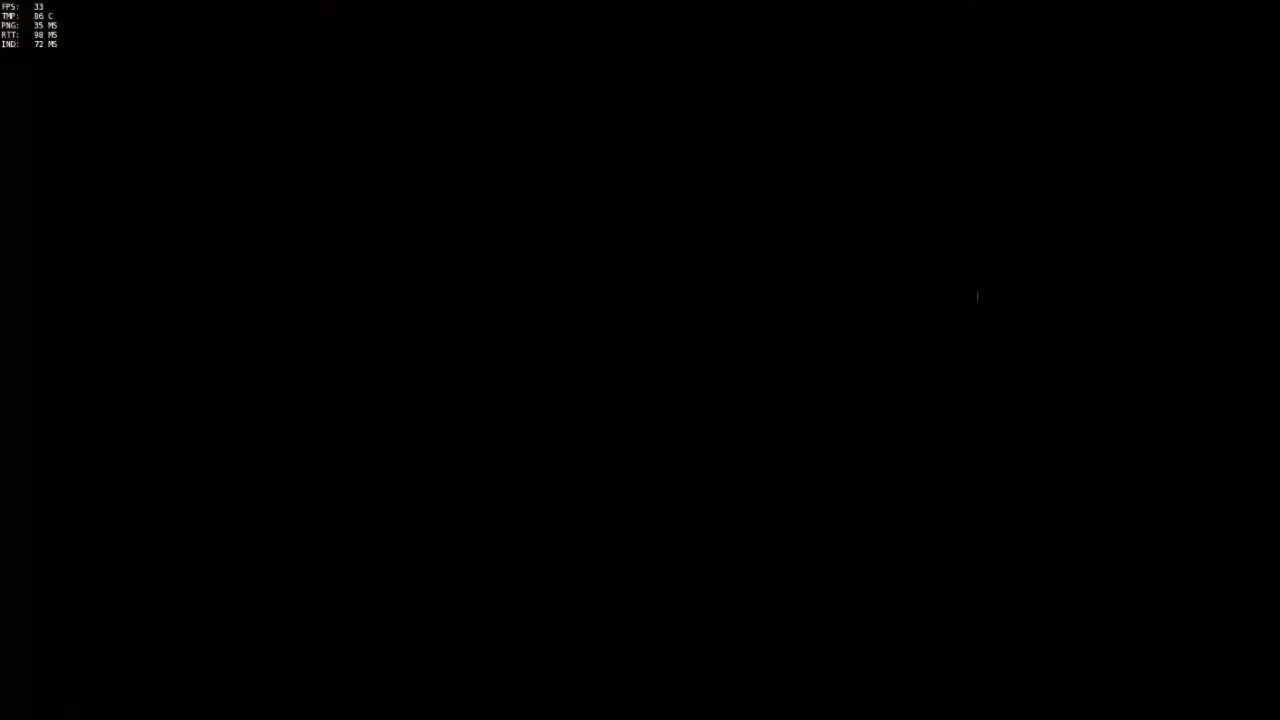 FPS: 33
TMP: 86 C
PNG: 35 MS
RTT: 98 MS
IND: 72 MS